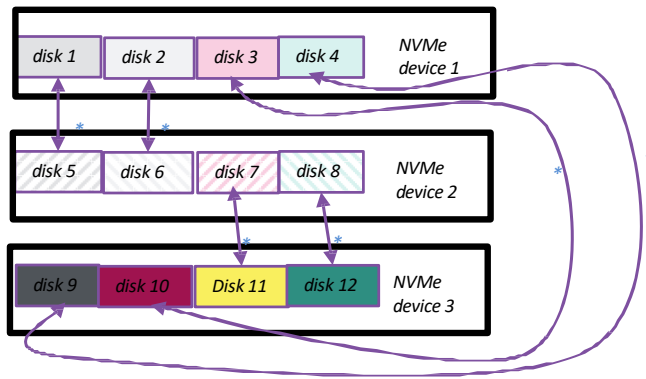 disk 1 disk 2 disk 3 disk 4 NVMe
device 1
* *
*
disk 5 disk 6 disk 7 disk 8 NVMe
device 2
* *
disk 9 disk 10 Disk 11 disk 12 NVMe
device 3